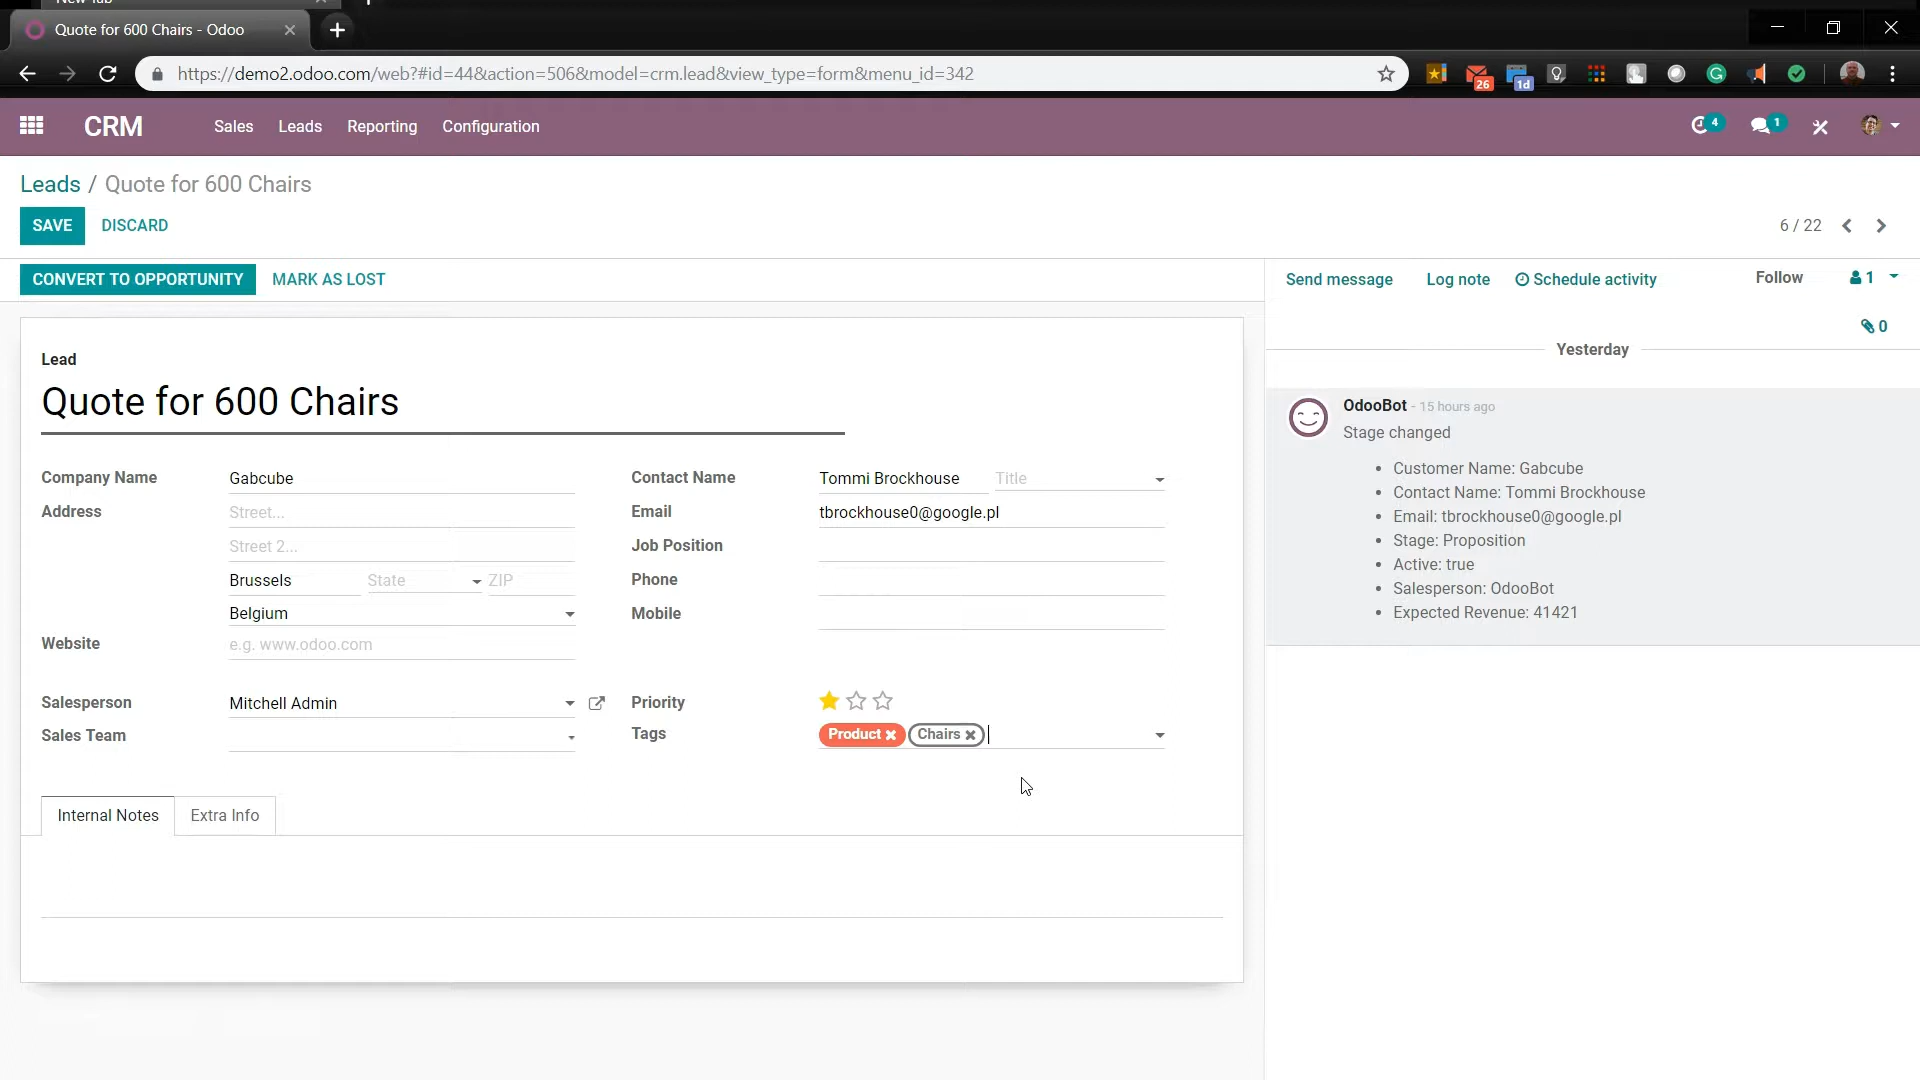 New Tab
Quote for 600 Chairs - Odoo
https://demo2.odoo.com/web?#id=44&action=506&model=crm.lead&view_type=form&menu_id=342
26
1d
CRM Sales Leads Reporting Configuration 4 1
Leads / Quote for 600 Chairs
SAVE DISCARD 6 / 22
CONVERT TO OPPORTUNITY MARK AS LOST
Send message Log note Schedule activity Follow 1
0
Lead
Quote for 600 Chairs
Company Name Gabcube
Address Street...
Street 2...
Brussels State ZIP
Belgium
Website e.g. www.odoo.com
Contact Name Tommi Brockhouse Title
Email tbrockhouse0@google.pl
Job Position
Phone
Mobile
Salesperson Mitchell Admin
Sales Team
Priority
Tags Product Chairs
Internal Notes Extra Info
Yesterday
OdooBot - 15 hours ago
Stage changed
• Customer Name: Gabcube
• Contact Name: Tommi Brockhouse
• Email: tbrockhouse0@google.pl
• Stage: Proposition
• Active: true
• Salesperson: OdooBot
• Expected Revenue: 41421